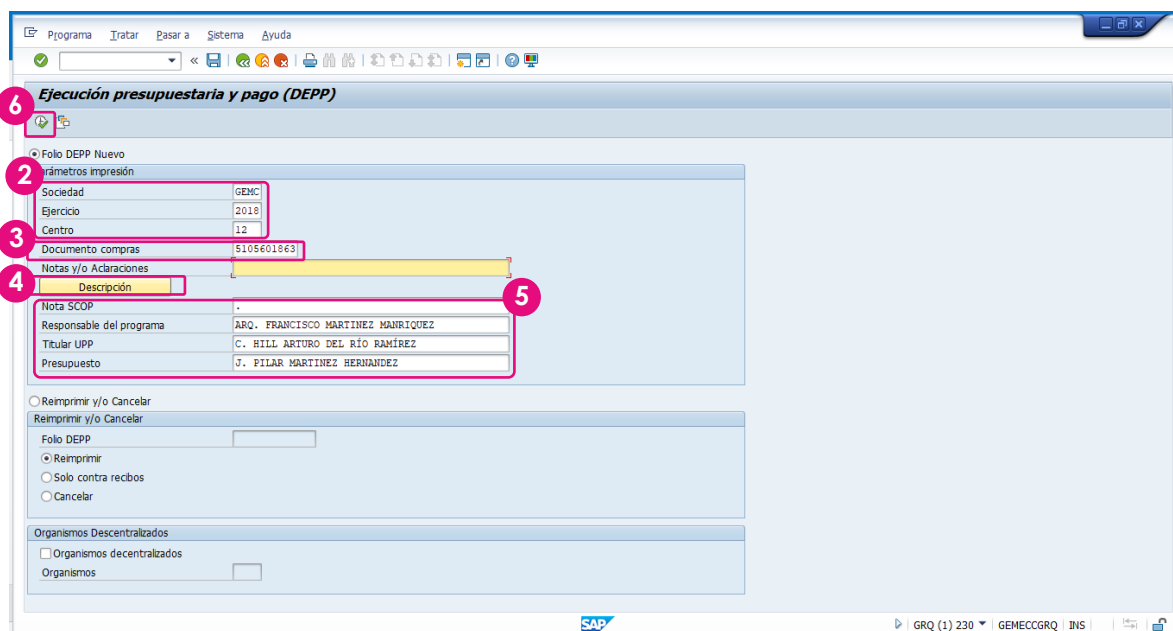 Programa Tratar Pasar a Sistema Ayuda
Ejecución presupuestaria y pago (DEPP)
6
Folio DEPP Nuevo
2 rámetros impresión
Sociedad GEMC
Ejercicio 2018
Centro 12
3
Documento compras 5105601863
Notas y/o Aclaraciones
4 Descripción
5
Nota SCOP .
Responsable del programa ARQ. FRANCISCO MARTINEZ MANRIQUEZ
Titular UPP C. HILL ARTURO DEL RÍO RAMÍREZ
Presupuesto J. PILAR MARTINEZ HERNANDEZ
Reimprimir y/o Cancelar
Reimprimir y/o Cancelar
Folio DEPP
Reimprimir
Solo contra recibos
Cancelar
Organismos Descentralizados
Organismos decentralizados
Organismos
SAP GRQ (1) 230 GEMECCGRQ INS